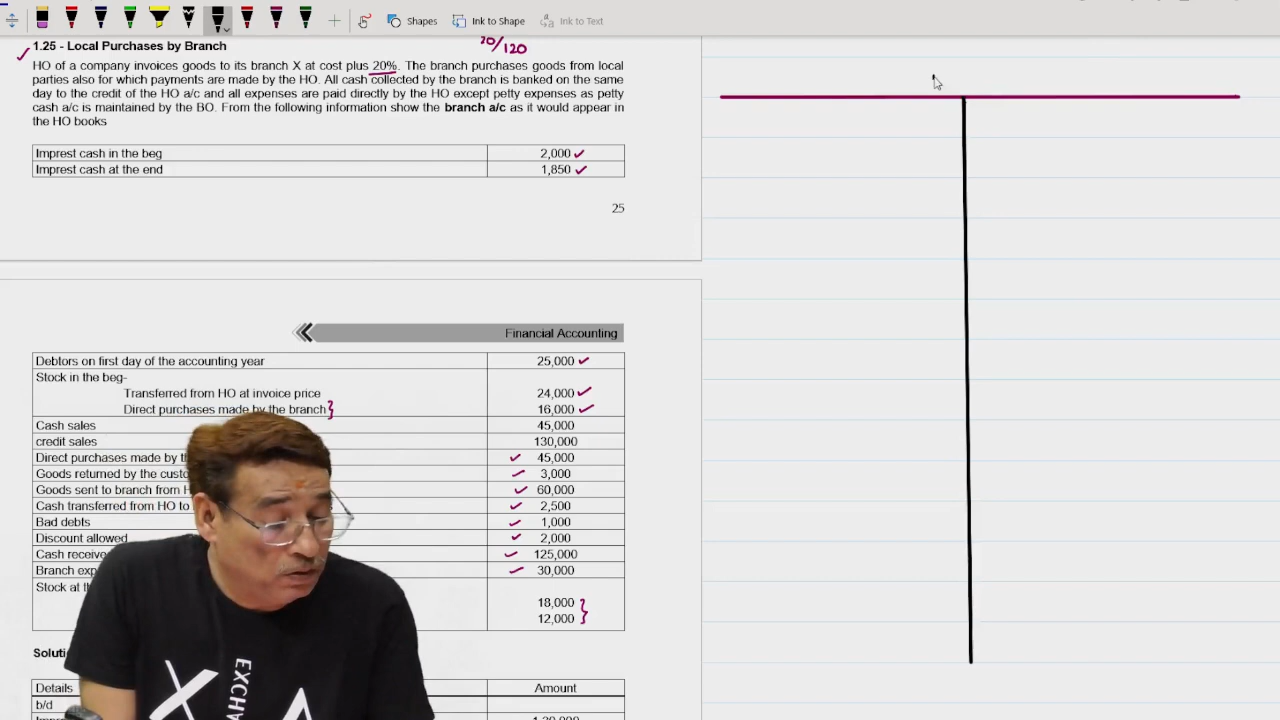 Shapes
Ink to Shape
Ink to Text
1.25 - Local Purchases by Branch
20/120
HO of a company invoices goods to its branch X at cost plus 20%. The branch purchases goods from local
parties also for which payments are made by the HO. All cash collected by the branch is banked on the same
day to the credit of the HO a/c and all expenses are paid directly by the HO except petty expenses as petty
cash a/c is maintained by the BO. From the following information show the branch a/c as it would appear in
the HO books
Imprest cash in the beg 2,000
Imprest cash at the end 1,850
25
Financial Accounting
Debtors on first day of the accounting year 25,000
Stock in the beg-
Transferred from HO at invoice price 24,000
Direct purchases made by the branch 16,000
Cash sales 45,000
credit sales 130,000
Direct purchases made by 45,000
Goods returned by the 3,000
Goods sent to branch from 60,000
Cash transferred from HO to 2,500
Bad debts 1,000
Discount allowed 2,000
Cash 125,000
Branch 30,000
Stock at
18,000
12,000
Details Amount
b/d
EXCHA